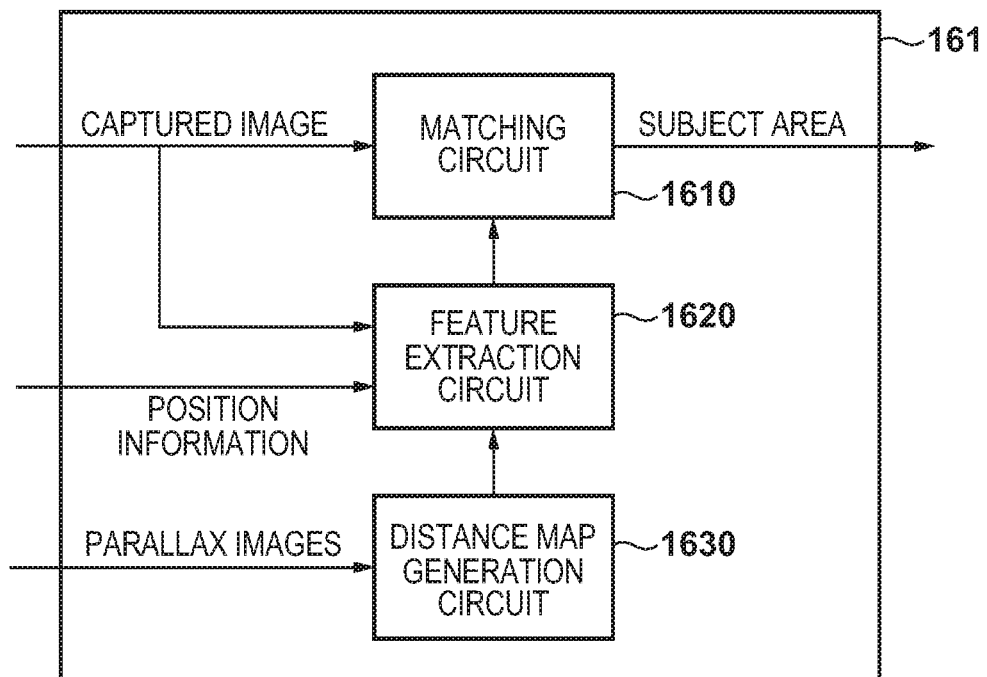 161
CAPTURED IMAGE
MATCHING
CIRCUIT
SUBJECT AREA
1610
FEATURE
EXTRACTION
CIRCUIT
1620
POSITION
INFORMATION
PARALLAX IMAGES
DISTANCE MAP
GENERATION
CIRCUIT
1630